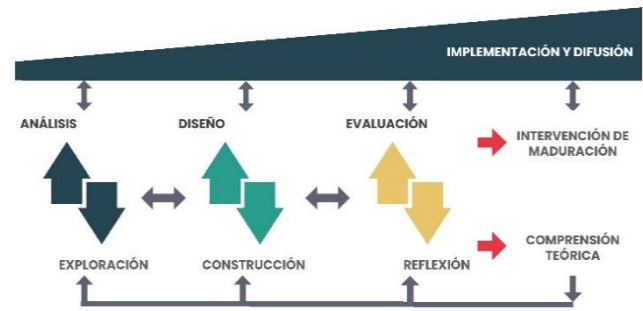 IMPLEMENTACIÓN Y DIFUSIÓN
ANÁLISIS
DISEÑO
EVALUACIÓN
INTERVENCIÓN DE
MADURACIÓN
EXPLORACIÓN
CONSTRUCCIÓN
REFLEXIÓN
COMPRENSIÓN
TEÓRICA